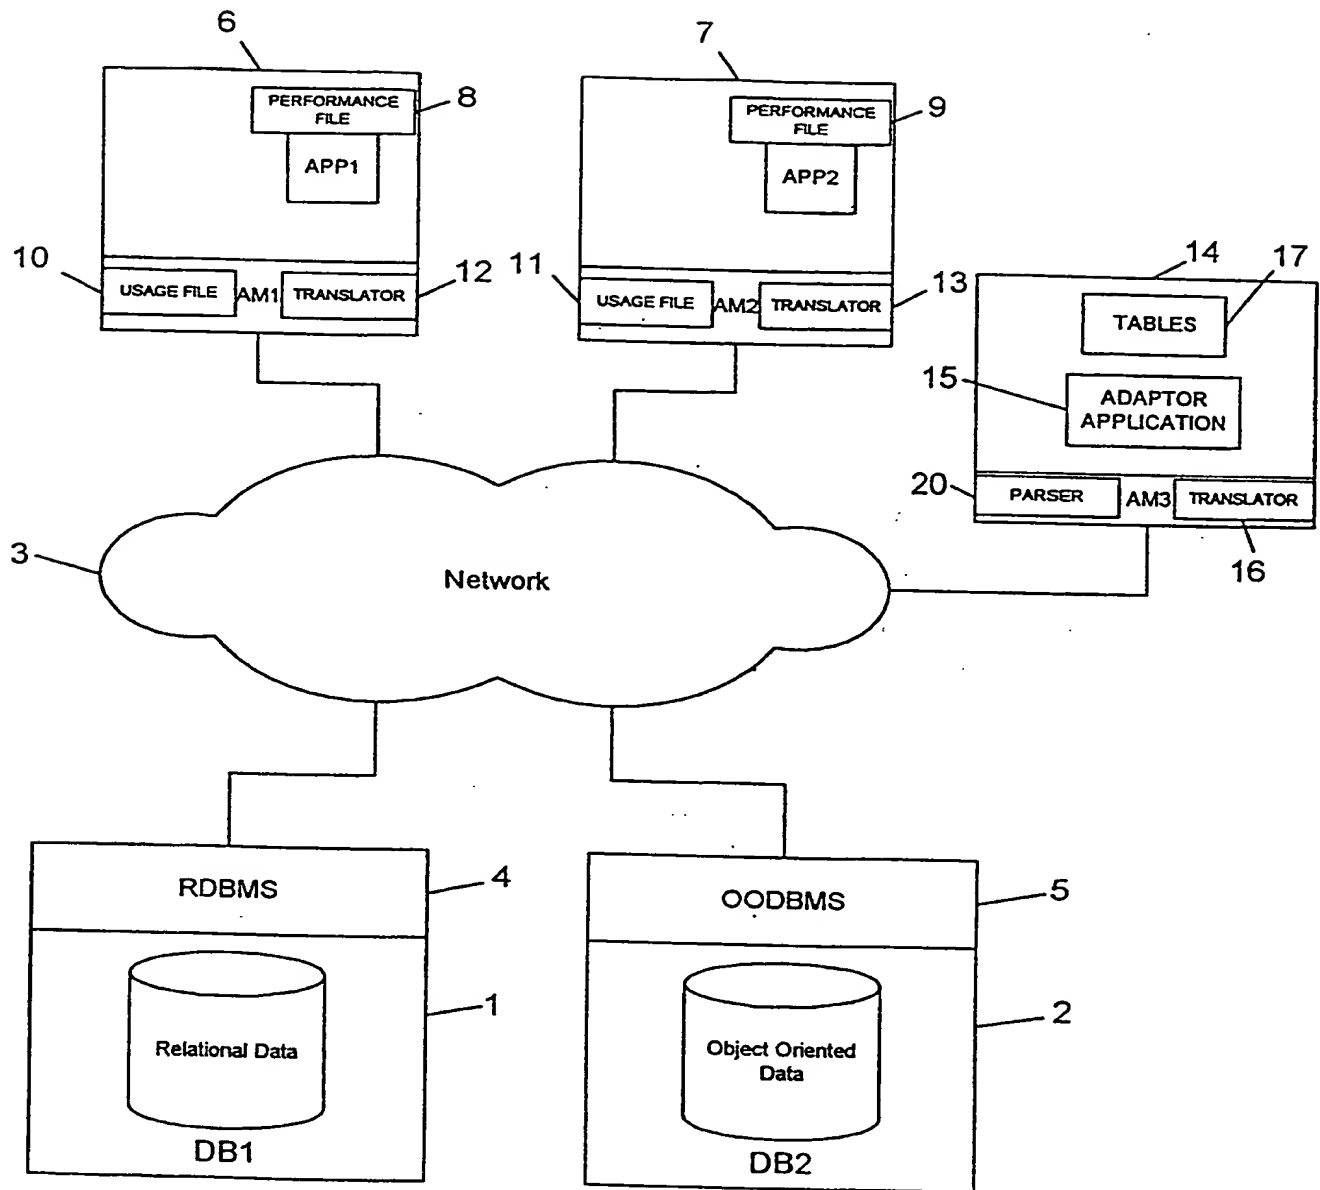 6
7
PERFORMANCE
FILE
8
PERFORMANCE
FILE
9
APP1
APP2
10
USAGE FILE
AM1
TRANSLATOR
12
11
USAGE FILE
AM2
TRANSLATOR
13
14
17
TABLES
15
ADAPTOR
APPLICATION
20
PARSER
AM3
TRANSLATOR
16
3
Network
RDBMS
4
OODBMS
5
Relational Data
1
Object Oriented
Data
2
DB1
DB2